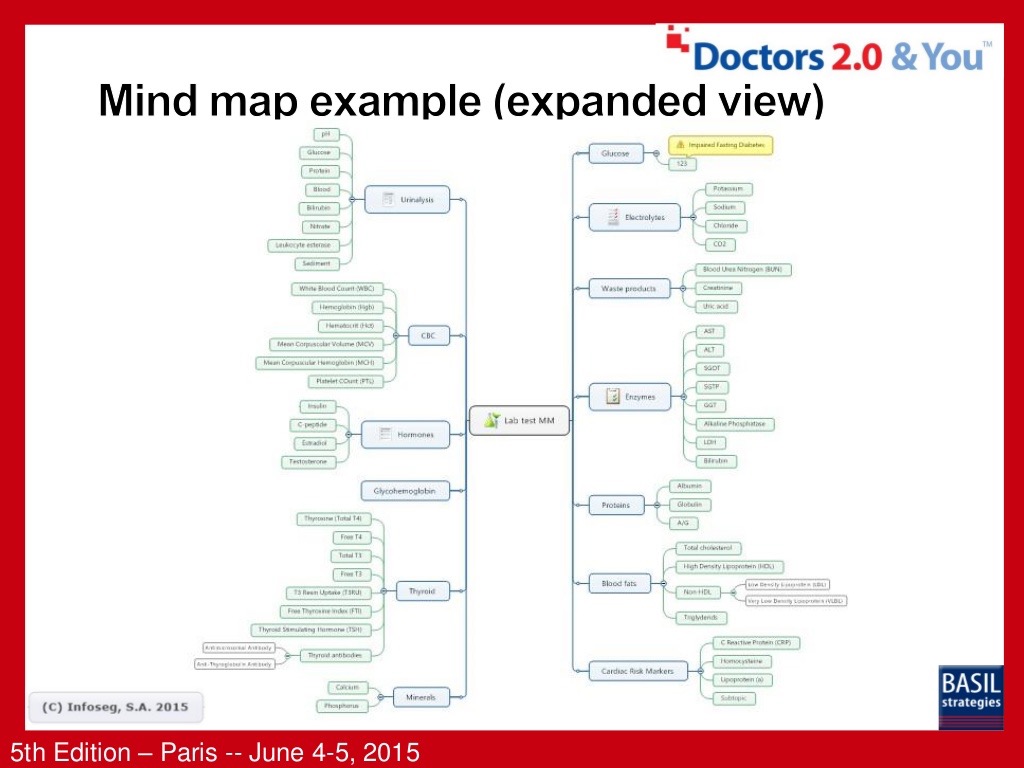 Doctors 2.0 & You™
Mind map example (expanded view)
pH
Glucose
Protein
Blood
Bilirubin
Nitrate
Leukocyte esterase
Sediment
Urinalysis
White Blood Count (WBC)
Hemoglobin (Hgb)
Hematocrit (Hct)
Mean Corpuscular Volume (MCV)
Mean Corpuscular Hemoglobin (MCH)
Platelet COunt (PTL)
CBC
Insulin
C-peptide
Estradiol
Testosterone
Hormones
Glycohemoglobin
Thyroxine (Total T4)
Free T4
Total T3
Free T3
T3 Resin Uptake (T3RU)
Free Thyroxine Index (FTI)
Thyroid Stimulating Hormone (TSH)
Thyroid antibodies
Antimicrosomal Antibody
Anti-Thyroglobulin Antibody
Thyroid
Calcium
Phosphorus
Minerals
Lab test MM
Glucose
Impaired Fasting Diabetes
123
Electrolytes
Potassium
Sodium
Chloride
CO2
Waste products
Blood Urea Nitrogen (BUN)
Creatinine
Uric acid
Enzymes
AST
ALT
SGOT
SGTP
GGT
Alkaline Phosphatase
LDH
Bilirubin
Proteins
Albumin
Globulin
A/G
Blood fats
Total cholesterol
High Density Lipoprotein (HDL)
Non-HDL
Low Density Lipoprotein (LDL)
Very Low Density Lipoprotein (VLDL)
Triglycerids
Cardiac Risk Markers
C Reactive Protein (CRP)
Homocysteine
Lipoprotein (a)
Subtopic
(C) Infoseg, S.A. 2015
BASIL
strategies
5th Edition – Paris -- June 4-5, 2015